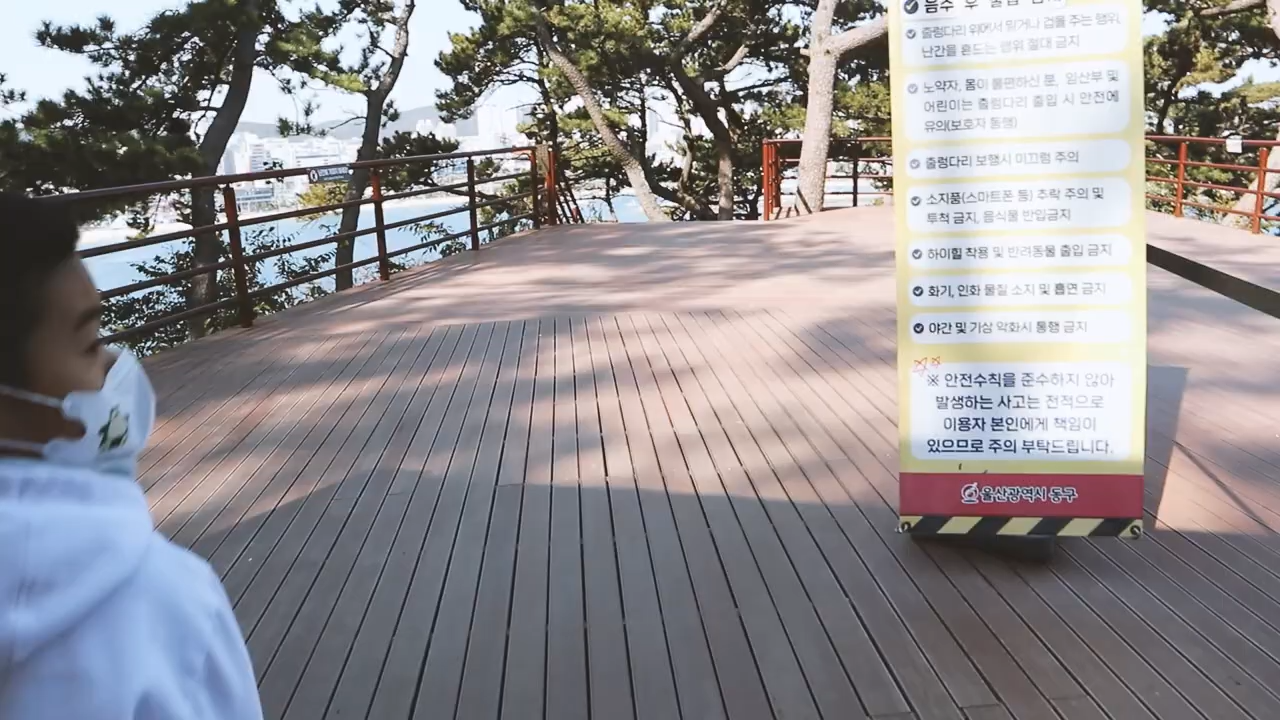 음주 후 출입 금지
출렁다리 위에서 밀거나 겁을 주는 행위,
난간을 흔드는 행위 절대 금지
노약자, 몸이 불편하신 분, 임산부 및
어린이는 출렁다리 출입 시 안전에
유의(보호자 동행)
출렁다리 보행시 미끄럼 주의
소지품(스마트폰 등) 추락 주의 및
투척 금지, 음식물 반입금지
하이힐 착용 및 반려동물 출입 금지
화기, 인화 물질 소지 및 흡연 금지
야간 및 기상 악화시 통행 금지
※ 안전수칙을 준수하지 않아
발생하는 사고는 전적으로
이용자 본인에게 책임이
있으므로 주의 부탁드립니다.
울산광역시 동구